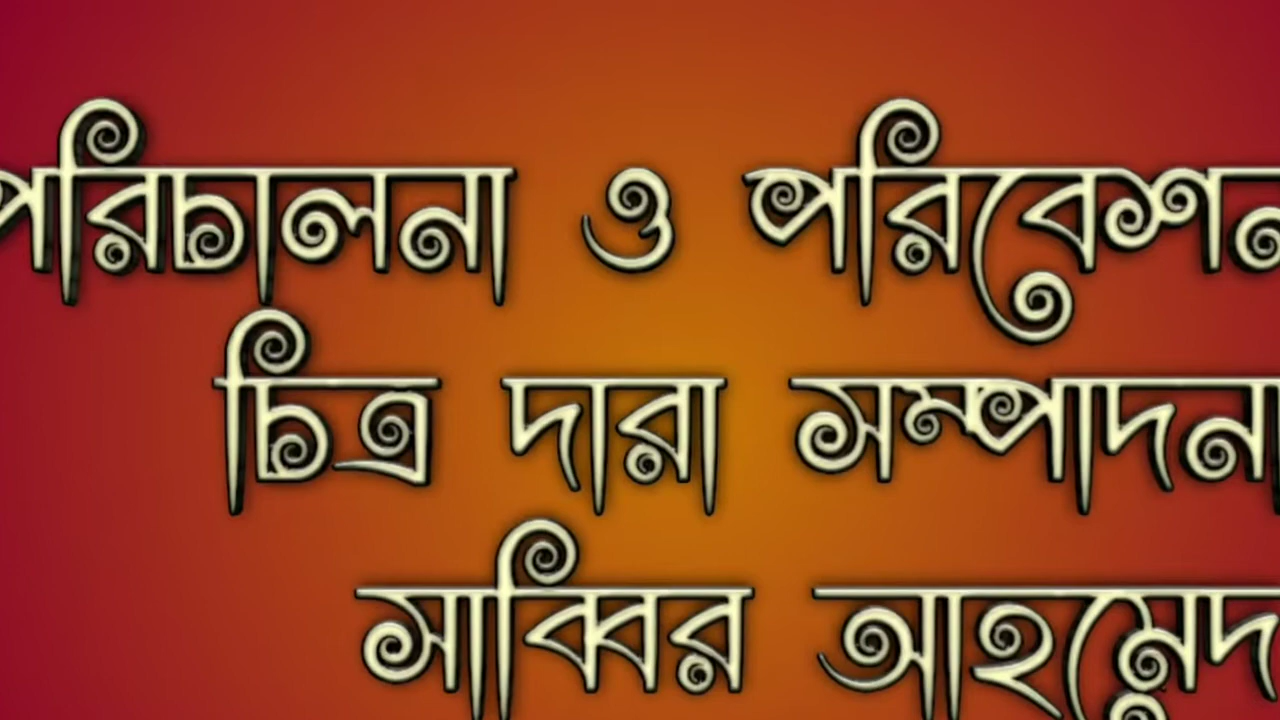 পরিচালনা ও পরিবেশন
চিত্র দারা সম্পাদনা
সাব্বির আহম্মেদ